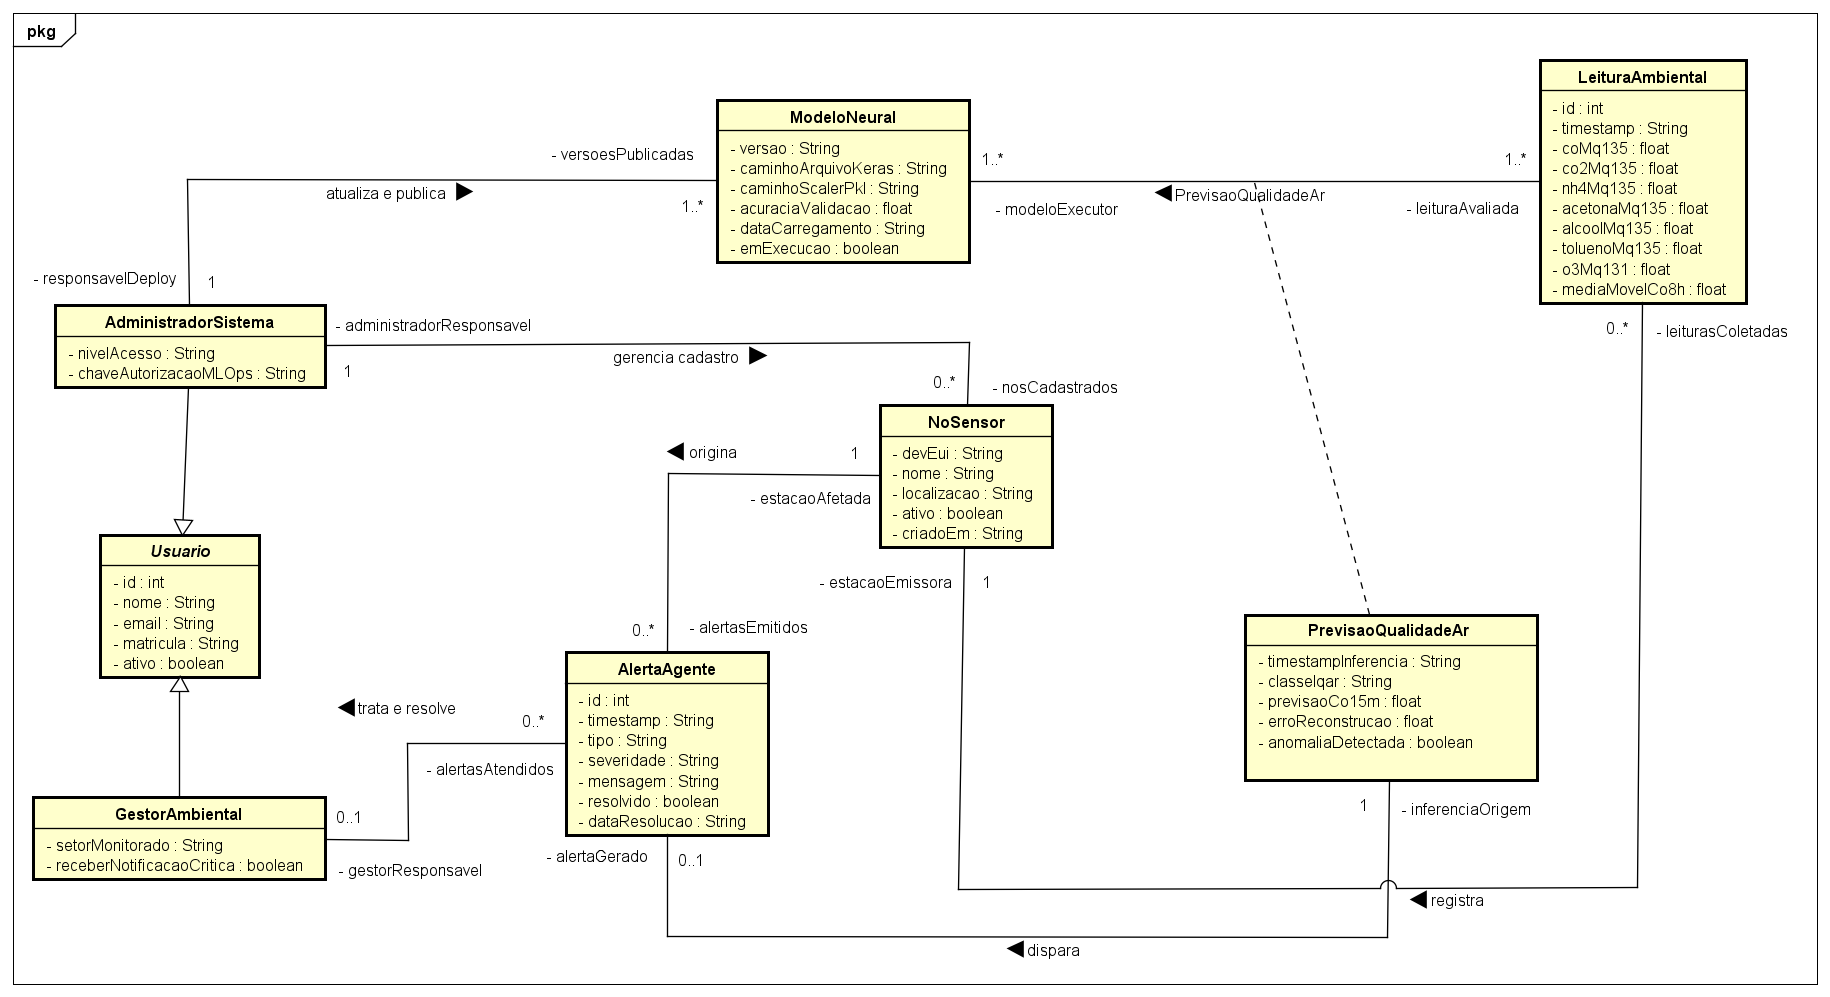 pkg
LeituraAmbiental
- id : int
- timestamp : String
- coMq135 : float
- co2Mq135 : float
- nh4Mq135 : float
- acetonaMq135 : float
- alcoolMq135 : float
- toluenoMq135 : float
- o3Mq131 : float
- mediaMovelCo8h : float
ModeloNeural
- versao : String
- caminhoArquivoKeras : String
- caminhoScalerPkl : String
- acuraciaValidacao : float
- dataCarregamento : String
- emExecucao : boolean
- versoesPublicadas
atualiza e publica
1..*
1..*
1..*
PrevisaoQualidadeAr
- modeloExecutor
- leituraAvaliada
- responsavelDeploy
1
AdministradorSistema
- nivelAcesso : String
- chaveAutorizacaoMLOps : String
- administradorResponsavel
1
gerencia cadastro
0..*
- nosCadastrados
0..*
- leiturasColetadas
NoSensor
- devEui : String
- nome : String
- localizacao : String
- ativo : boolean
- criadoEm : String
origina
1
- estacaoAfetada
- estacaoEmissora
1
Usuario
- id : int
- nome : String
- email : String
- matricula : String
- ativo : boolean
0..*
- alertasEmitidos
AlertaAgente
- id : int
- timestamp : String
- tipo : String
- severidade : String
- mensagem : String
- resolvido : boolean
- dataResolucao : String
PrevisaoQualidadeAr
- timestampInferencia : String
- classeIqar : String
- previsaoCo15m : float
- erroReconstrucao : float
- anomaliaDetectada : boolean
trata e resolve
0..*
- alertasAtendidos
GestorAmbiental
- setorMonitorado : String
- receberNotificacaoCritica : boolean
0..1
- gestorResponsavel
- alertaGerado
0..1
1
- inferenciaOrigem
registra
dispara